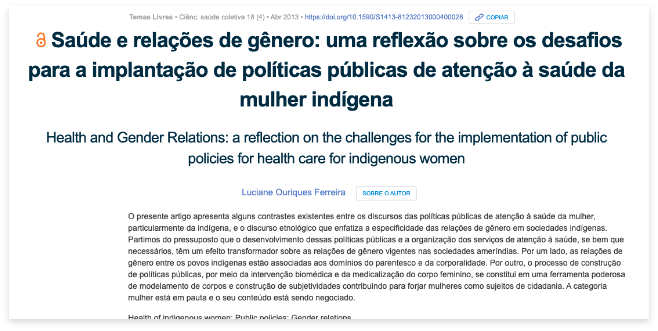 Temas Livres • Ciênc. saúde coletiva 18 (4) • Abr 2013 • https://doi.org/10.1590/S1413-81232013000400028 COPIAR
Saúde e relações de gênero: uma reflexão sobre os desafios
para a implantação de políticas públicas de atenção à saúde da
mulher indígena
Health and Gender Relations: a reflection on the challenges for the implementation of public
policies for health care for indigenous women
Luciane Ouriques Ferreira SOBRE O AUTOR
O presente artigo apresenta alguns contrastes existentes entre os discursos das políticas públicas de atenção à saúde da mulher,
particularmente da indígena, e o discurso etnológico que enfatiza a especificidade das relações de gênero em sociedades indígenas.
Partimos do pressuposto que o desenvolvimento dessas políticas públicas e a organização dos serviços de atenção à saúde, se bem que
necessários, têm um efeito transformador sobre as relações de gênero vigentes nas sociedades ameríndias. Por um lado, as relações de
gênero entre os povos indígenas estão associadas aos domínios do parentesco e da corporalidade. Por outro, o processo de construção
de políticas públicas, por meio da intervenção biomédica e da medicalização do corpo feminino, se constitui em uma ferramenta poderosa
de modelamento de corpos e construção de subjetividades contribuindo para forjar mulheres como sujeitos de cidadania. A categoria
mulher está em pauta e o seu conteúdo está sendo negociado.
Health of indigenous women; Public policies; Gender relations